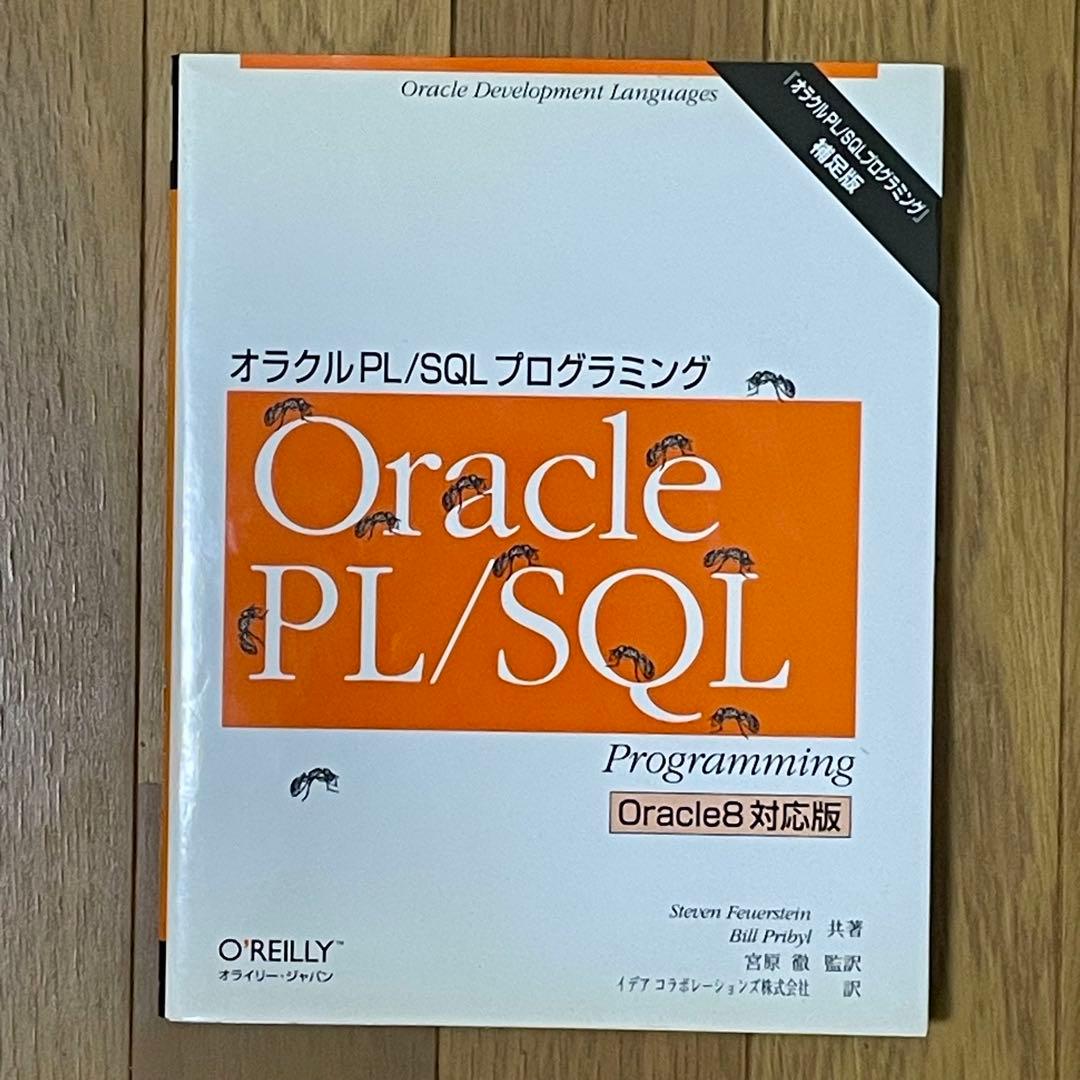 Oracle Development Languages
『オラクルPL/SQLプログラミング』
補足版
オラクルPL/SQLプログラミング
Oracle
PL/SQL
Programming
Oracle8対応版
Steven Feuerstein
Bill Pribyl 共著
宮原 徹 監訳
イデア コラボレーションズ株式会社 訳
O'REILLY™
オライリー・ジャパン